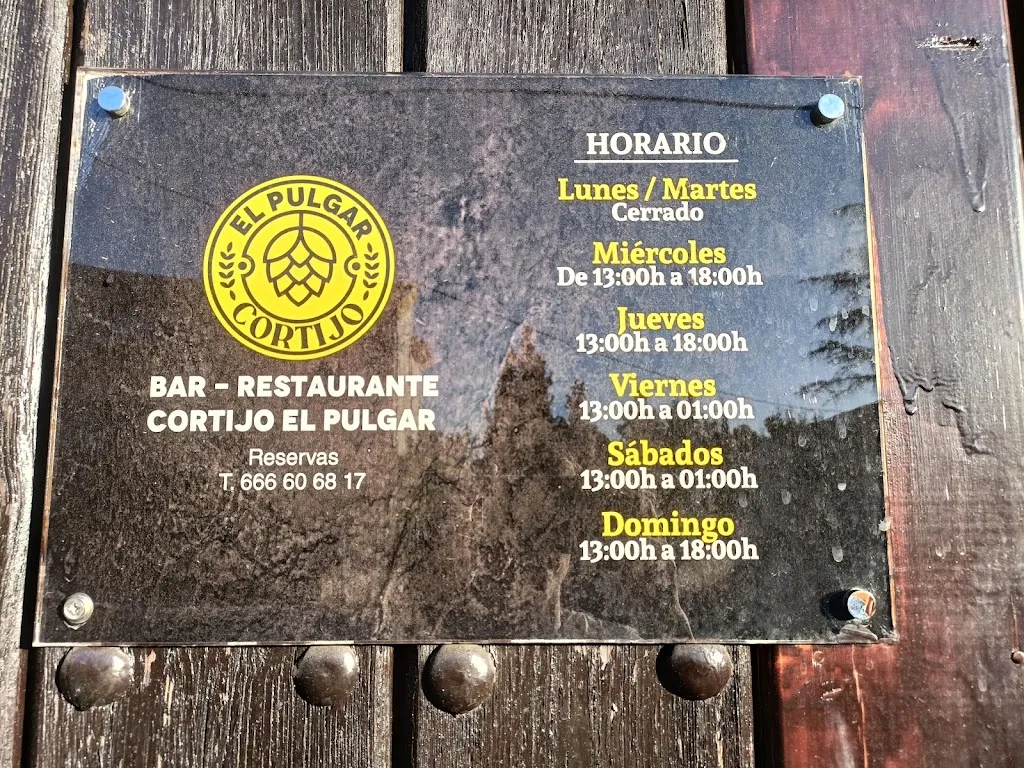 EL PULGAR
CORTIJO
BAR - RESTAURANTE
CORTIJO EL PULGAR
Reservas
T, 666 60 68 17
HORARIO
Lunes / Martes
Cerrado
Miércoles
De 13:00h a 18:00h
Jueves
13:00h a 18:00h
Viernes
13:00h a 01:00h
Sábados
13:00h a 01:00h
Domingo
13:00h a 18:00h